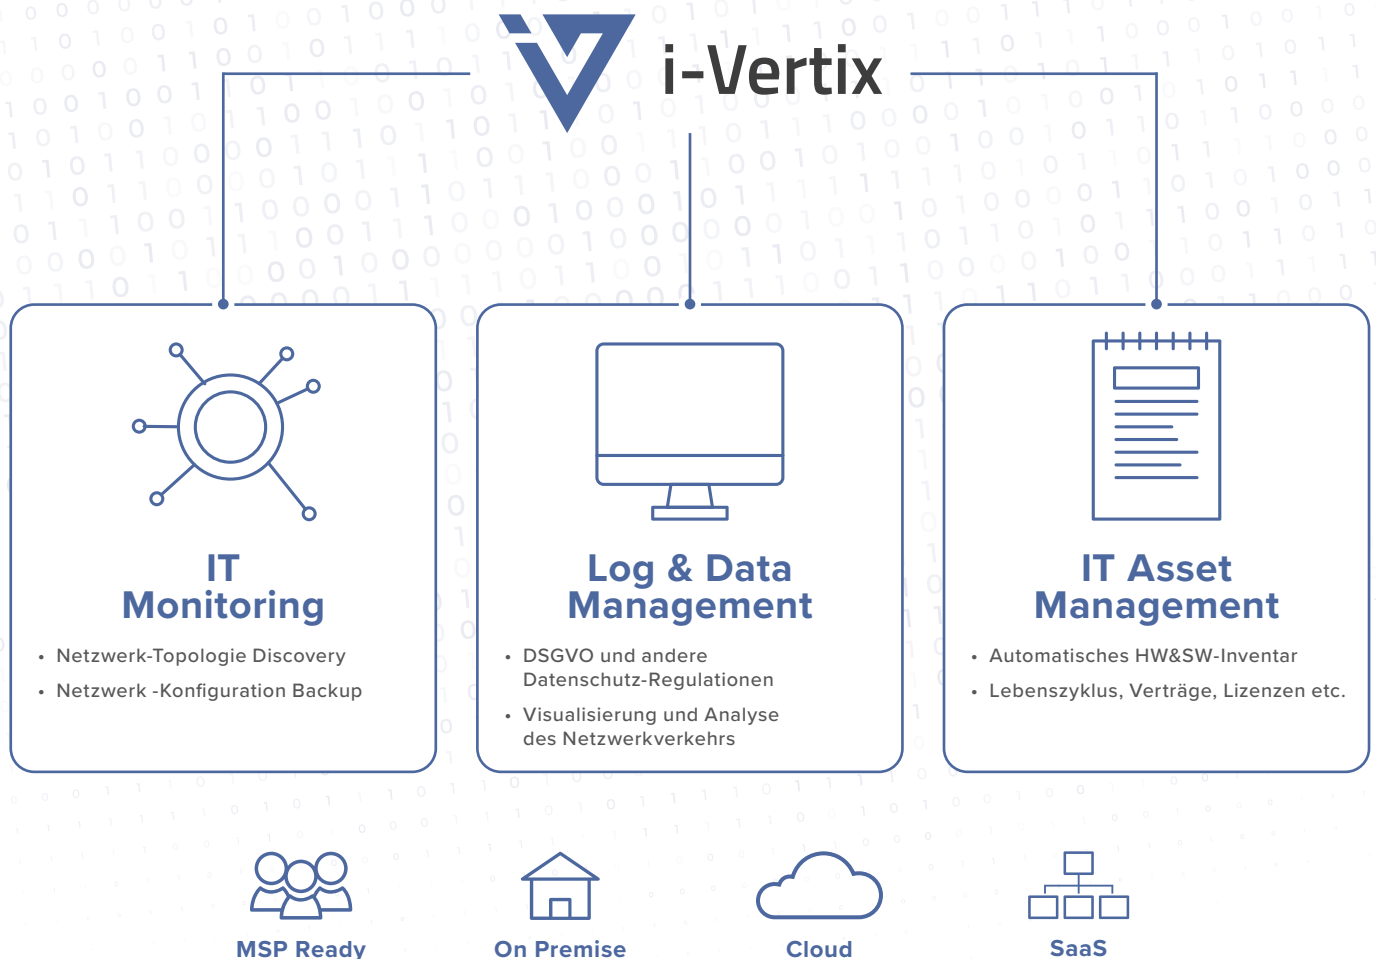 i-Vertix
IT
Monitoring
• Netzwerk-Topologie Discovery
• Netzwerk -Konfiguration Backup
Log & Data
Management
• DSGVO und andere
Datenschutz-Regulationen
• Visualisierung und Analyse
des Netzwerkverkehrs
IT Asset
Management
• Automatisches HW&SW-Inventar
• Lebenszyklus, Verträge, Lizenzen etc.
MSP Ready
On Premise
Cloud
SaaS